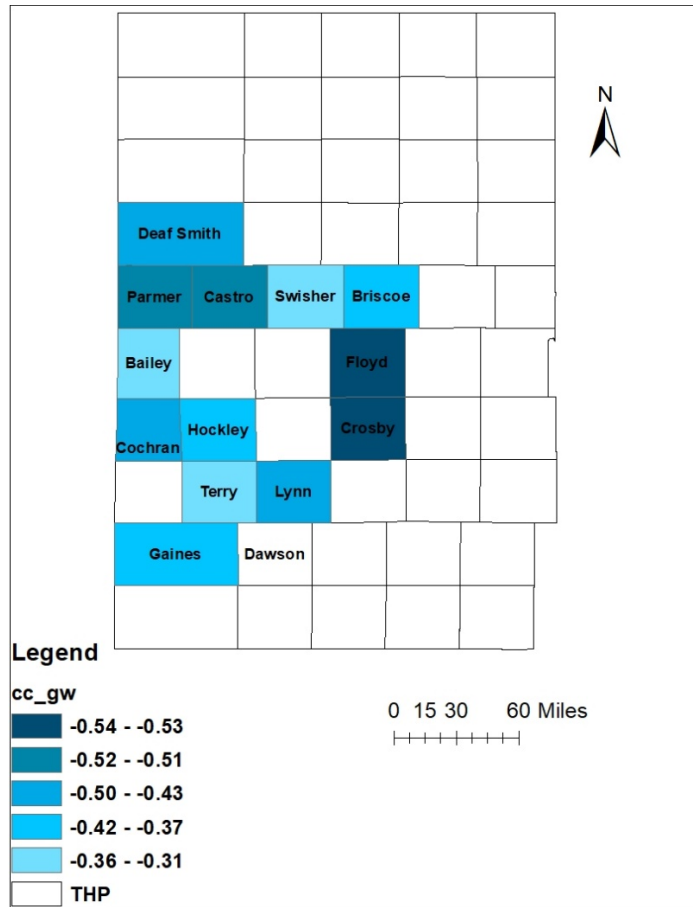 N
Deaf Smith
Parmer Castro Swisher Briscoe
Bailey Floyd
Cochran Hockley Crosby
Terry Lynn
Gaines Dawson
Legend
cc_gw
-0.54 - -0.53
-0.52 - -0.51
-0.50 - -0.43
-0.42 - -0.37
-0.36 - -0.31
THP
0 15 30 60 Miles